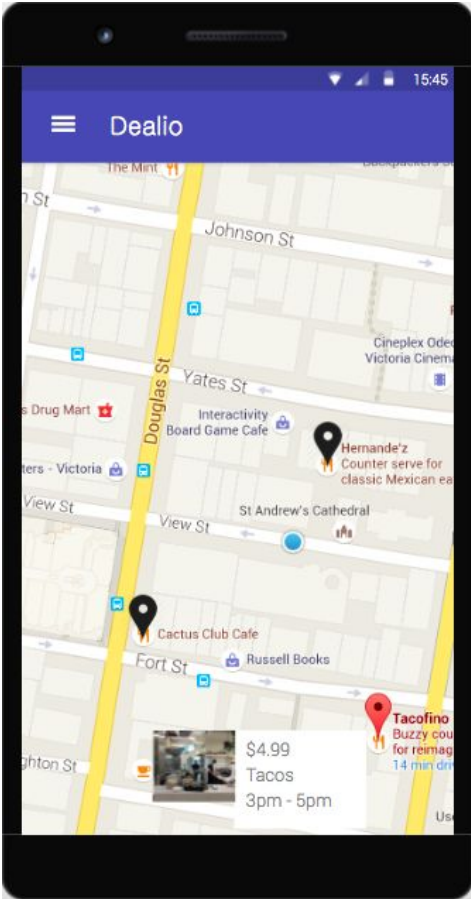 15:45
Dealio
The Mint
Johnson St
Cineplex Odeo
Victoria Cinema
Yates St
Douglas St
s Drug Mart
Interactivity
Board Game Cafe
Hernande'z
Counter serve for
classic Mexican ea
ters - Victoria
View St
View St
St Andrew's Cathedral
Cactus Club Cafe
Fort St
Russell Books
Tacofino
Buzzy cou
for reimag
14 min dri
ghton St
$4.99
Tacos
3pm - 5pm